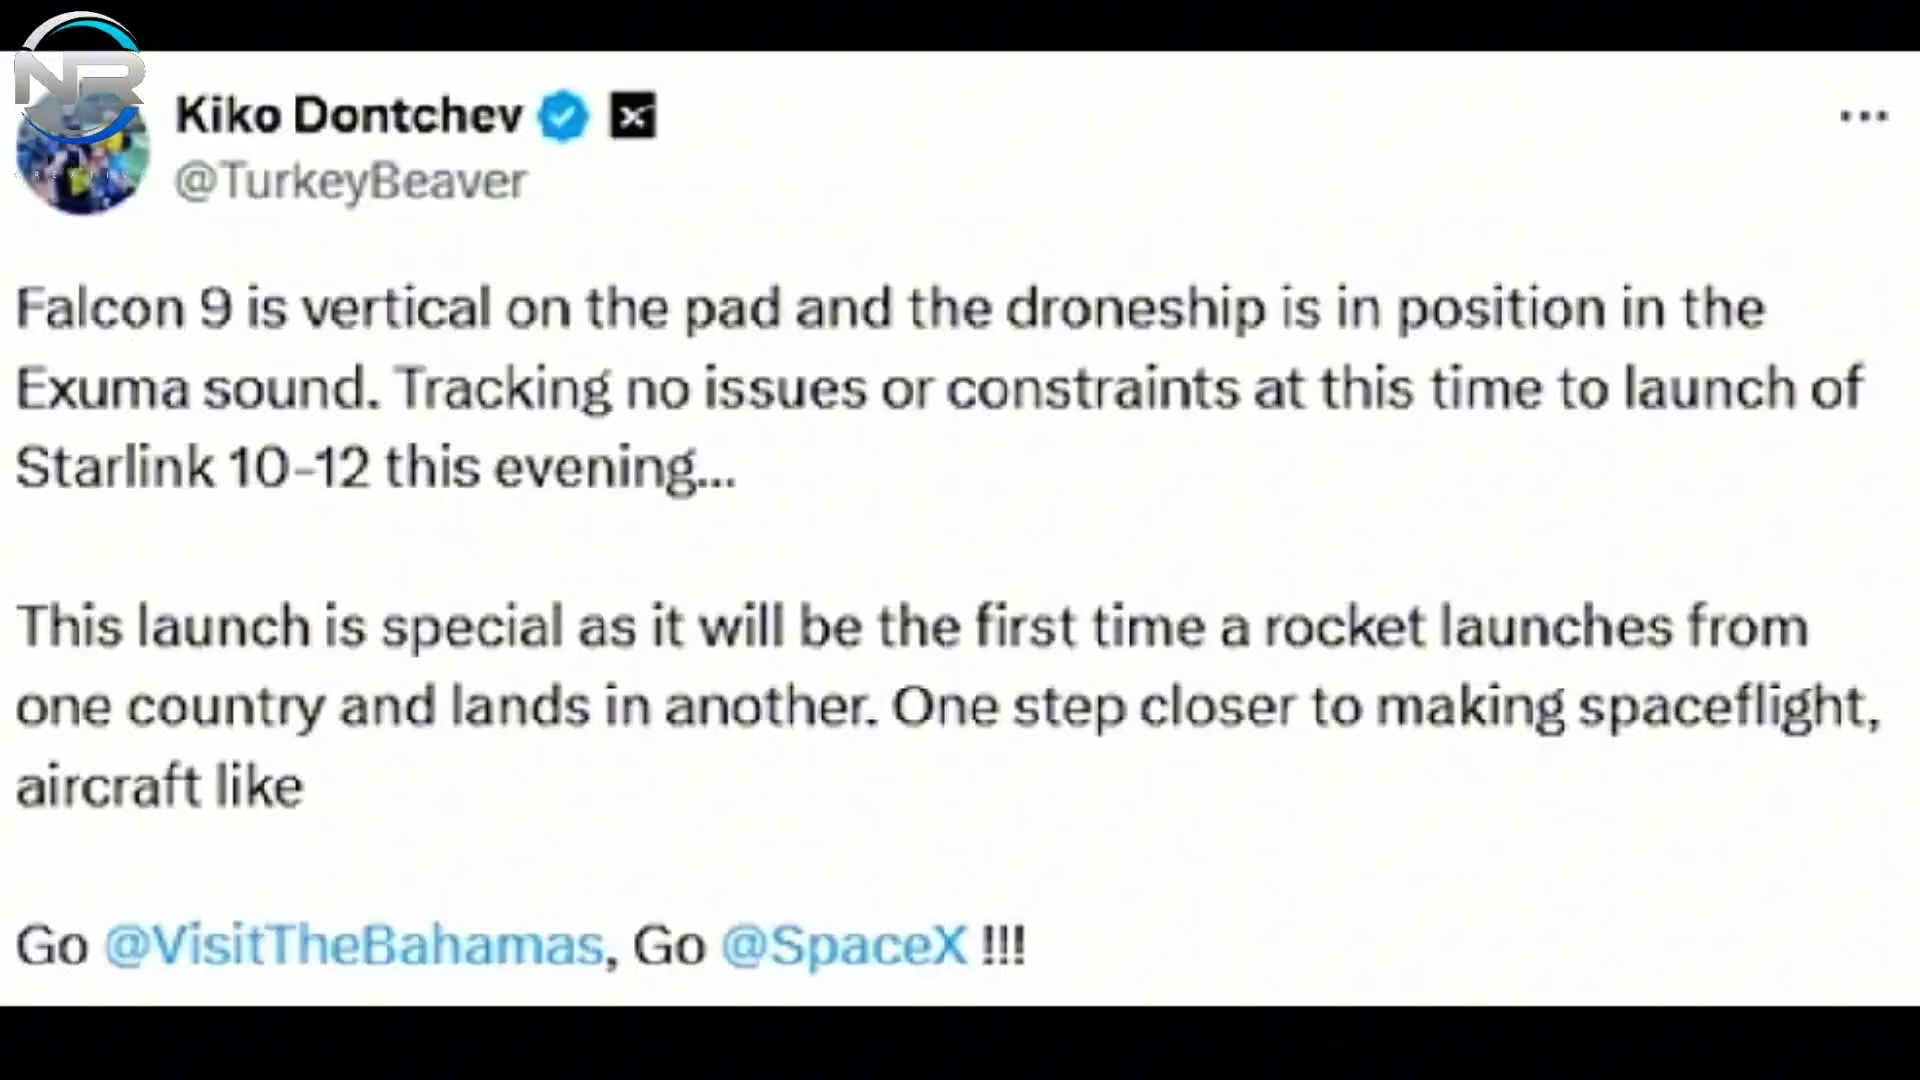 NR
Kiko Dontchev
@TurkeyBeaver
Falcon 9 is vertical on the pad and the droneship is in position in the
Exuma sound. Tracking no issues or constraints at this time to launch of
Starlink 10-12 this evening...
This launch is special as it will be the first time a rocket launches from
one country and lands in another. One step closer to making spaceflight,
aircraft like
Go @VisitTheBahamas, Go @SpaceX !!!